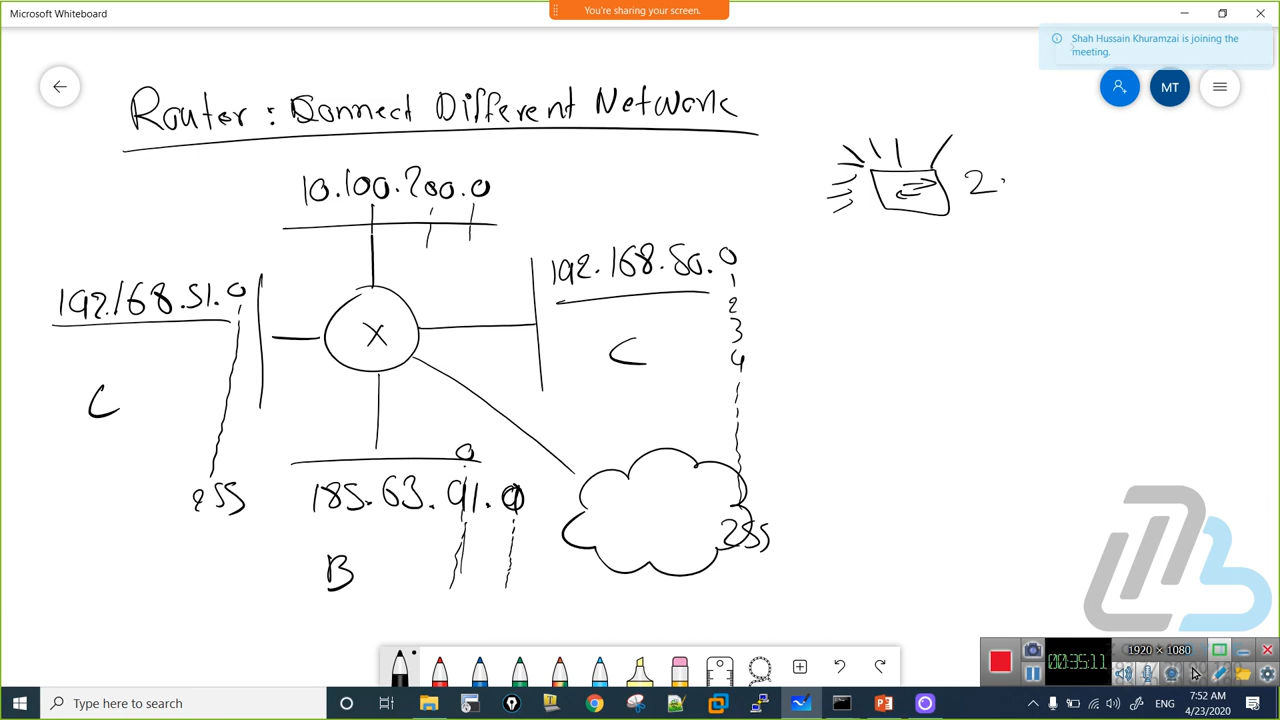 Microsoft Whiteboard
You're sharing your screen.
Shah Hussain Khuramzai is joining the
meeting.
MT
Router: Connect Different Network
10.100.200.0
2.
192.168.50.0
1
2
3
4
255
192.168.51.0
C
C
255
0
185.63.91.0
B
X
1920 × 1080
00:35:11
Type here to search
ENG
7:52 AM
4/23/2020